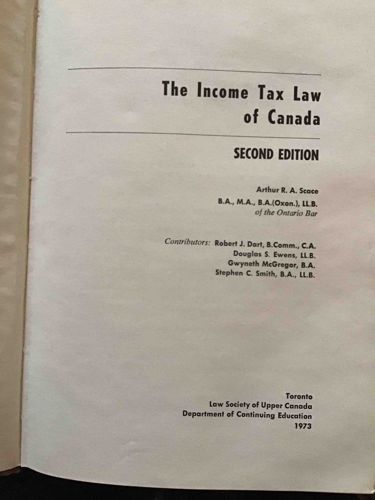 The Income Tax Law
of Canada
SECOND EDITION
Arthur R. A. Scace
B.A., M.A., B.A.(Oxon.), LL.B.
of the Ontario Bar
Contributors: Robert J. Dart, B.Comm., C.A.
Douglas S. Ewens, LL.B.
Gwyneth McGregor, B.A.
Stephen C. Smith, B.A., LL.B.
Toronto
Law Society of Upper Canada
Department of Continuing Education
1973